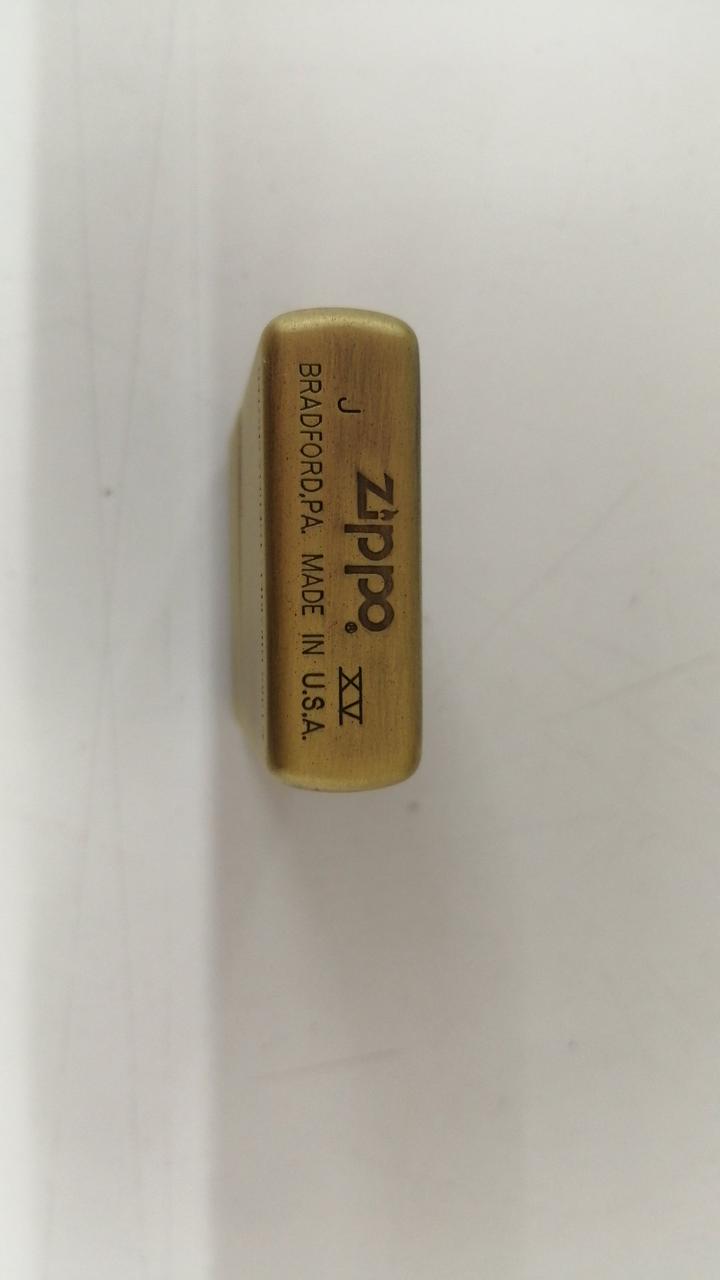 J zippo® XV
BRADFORD,PA. MADE IN U.S.A.